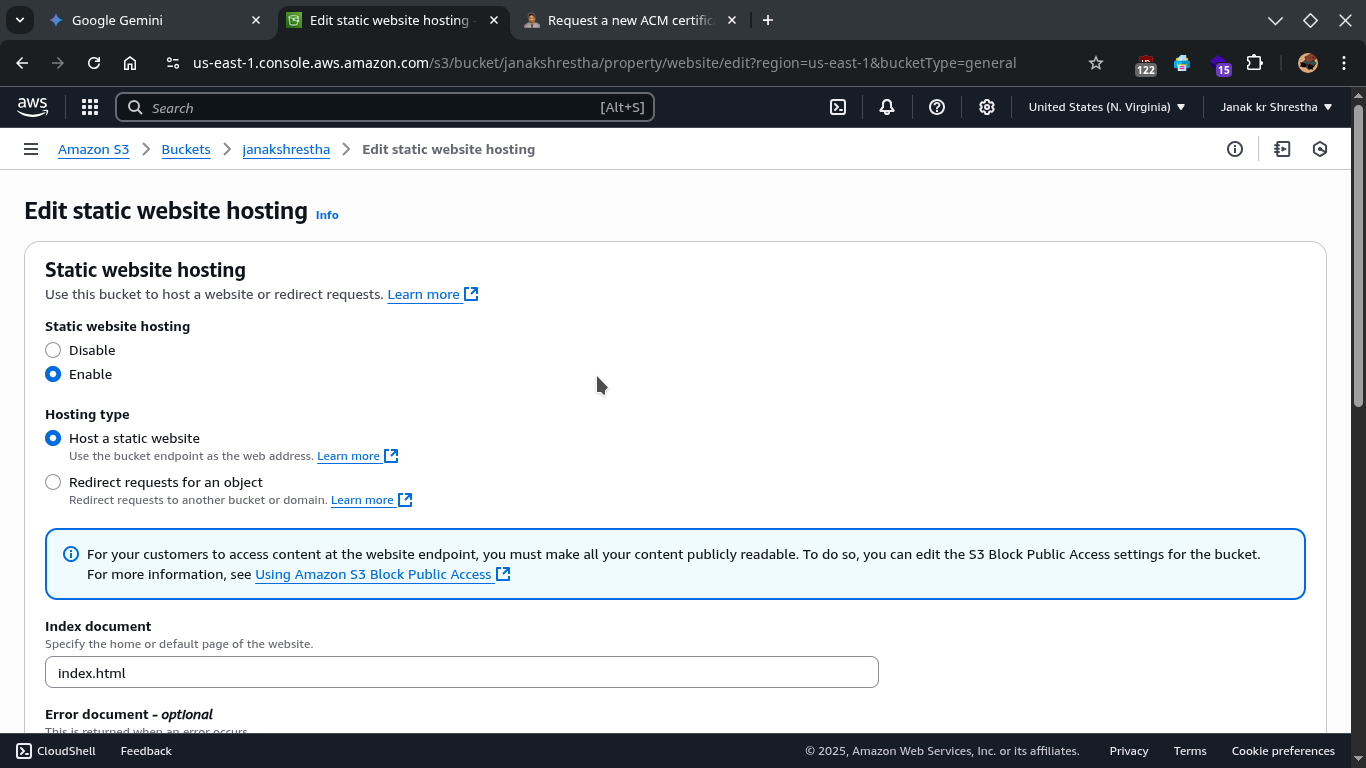 Google Gemini
Edit static website hosting -
Request a new ACM certific
us-east-1.console.aws.amazon.com/s3/bucket/janakshrestha/property/website/edit?region=us-east-1&bucketType=general
122
15
aws
Search
[Alt+S]
United States (N. Virginia)
Janak kr Shrestha
Amazon S3
Buckets
janakshrestha
Edit static website hosting
Edit static website hosting Info
Static website hosting
Use this bucket to host a website or redirect requests. Learn more
Static website hosting
Disable
Enable
Hosting type
Host a static website
Use the bucket endpoint as the web address. Learn more
Redirect requests for an object
Redirect requests to another bucket or domain. Learn more
For your customers to access content at the website endpoint, you must make all your content publicly readable. To do so, you can edit the S3 Block Public Access settings for the bucket.
For more information, see Using Amazon S3 Block Public Access
Index document
Specify the home or default page of the website.
index.html
Error document - optional
This is returned when an error occurs.
CloudShell
Feedback
© 2025, Amazon Web Services, Inc. or its affiliates.
Privacy
Terms
Cookie preferences